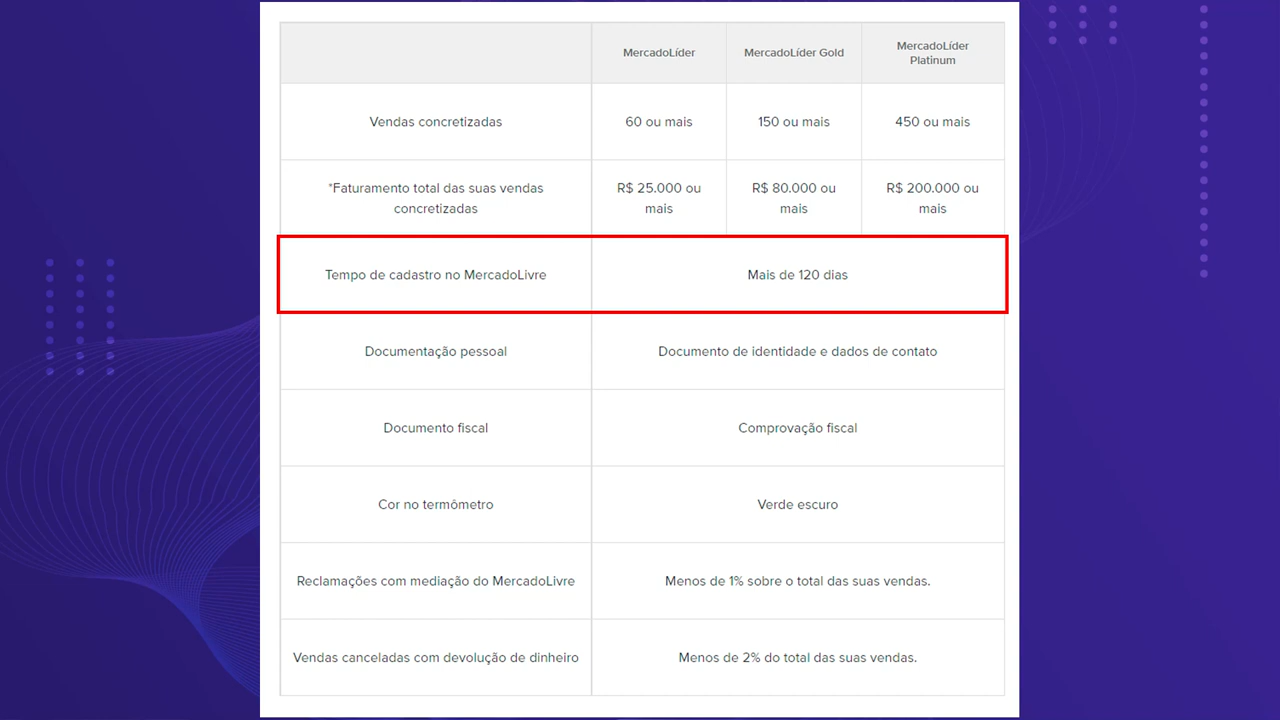 MercadoLíder
MercadoLíder Gold
MercadoLíder
Platinum
Vendas concretizadas
60 ou mais
150 ou mais
450 ou mais
*Faturamento total das suas vendas
concretizadas
R$ 25.000 ou
mais
R$ 80.000 ou
mais
R$ 200.000 ou
mais
Tempo de cadastro no MercadoLivre
Mais de 120 dias
Documentação pessoal
Documento de identidade e dados de contato
Documento fiscal
Comprovação fiscal
Cor no termômetro
Verde escuro
Reclamações com mediação do MercadoLivre
Menos de 1% sobre o total das suas vendas.
Vendas canceladas com devolução de dinheiro
Menos de 2% do total das suas vendas.